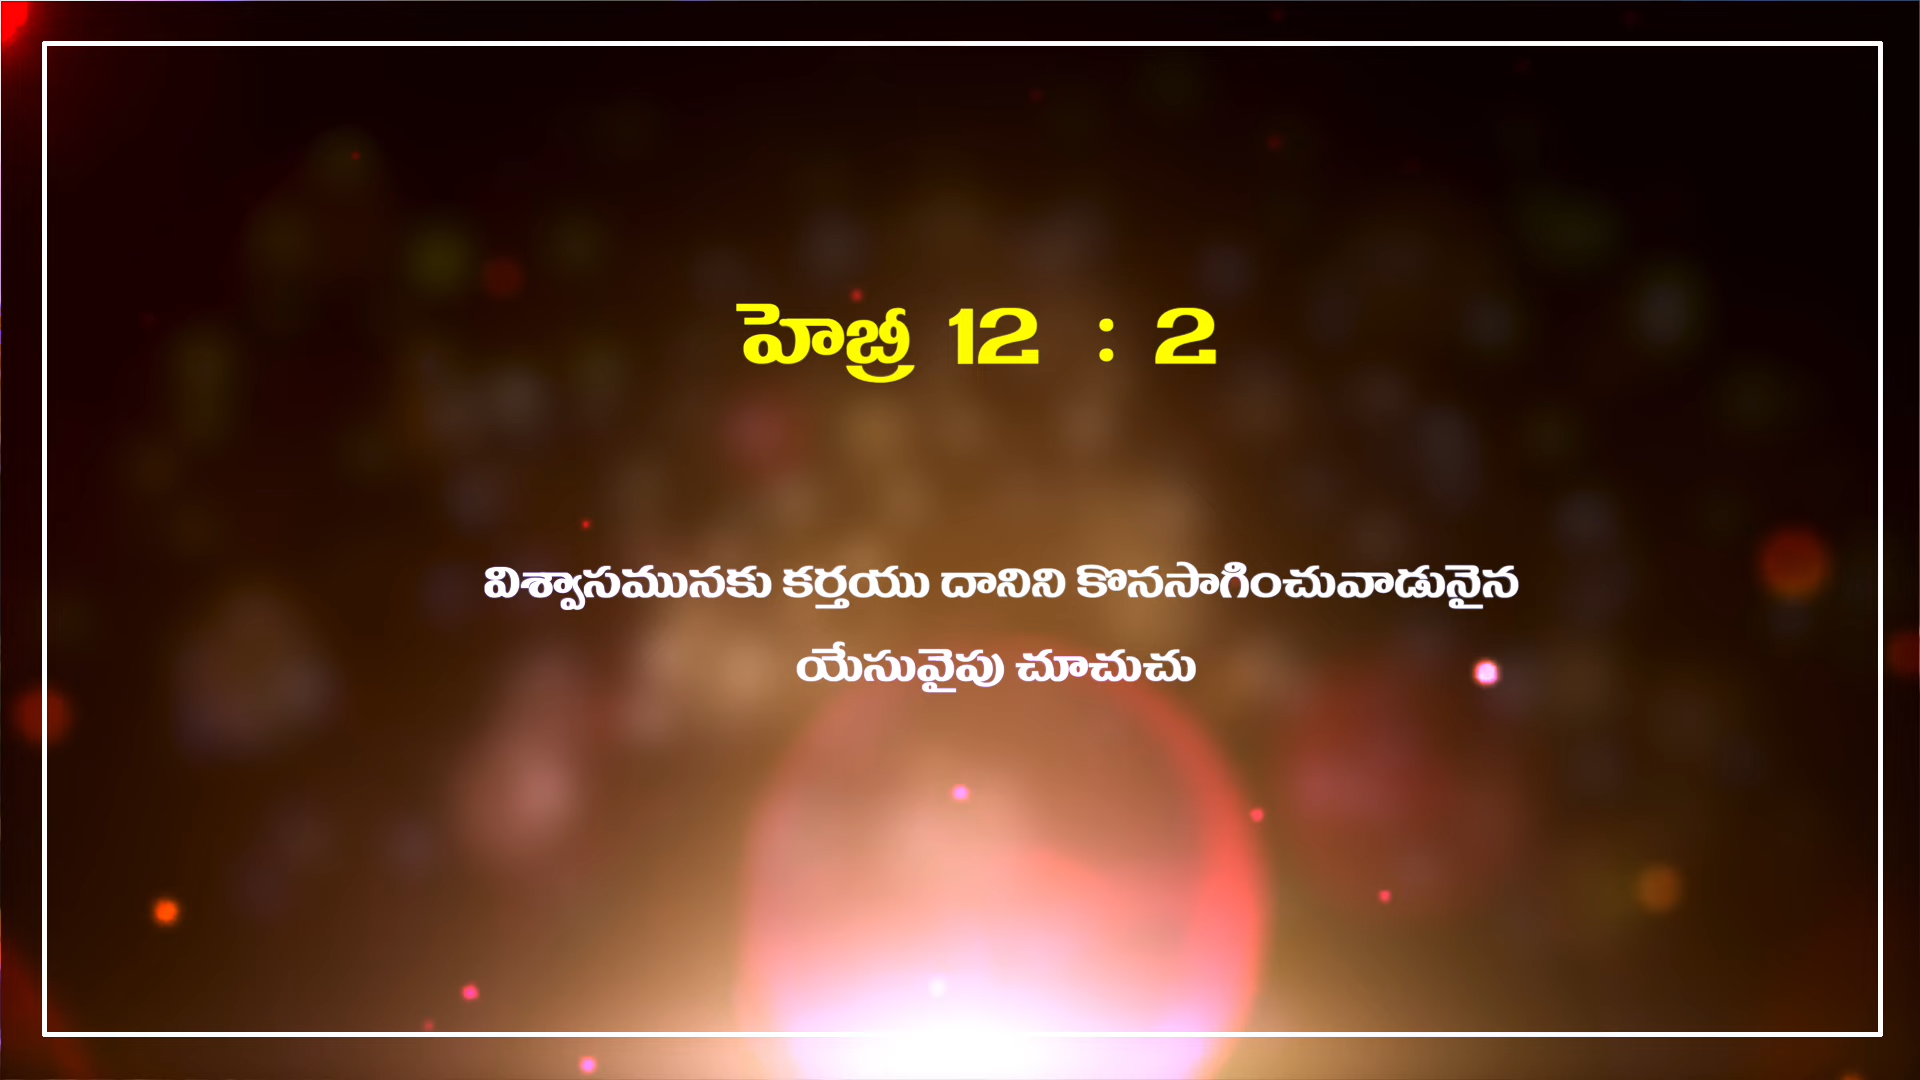 హెబ్రీ 12 : 2
విశ్వాసమునకు కర్తయు దానిని కొనసాగించువాడునైన
యేసువైపు చూచుచు